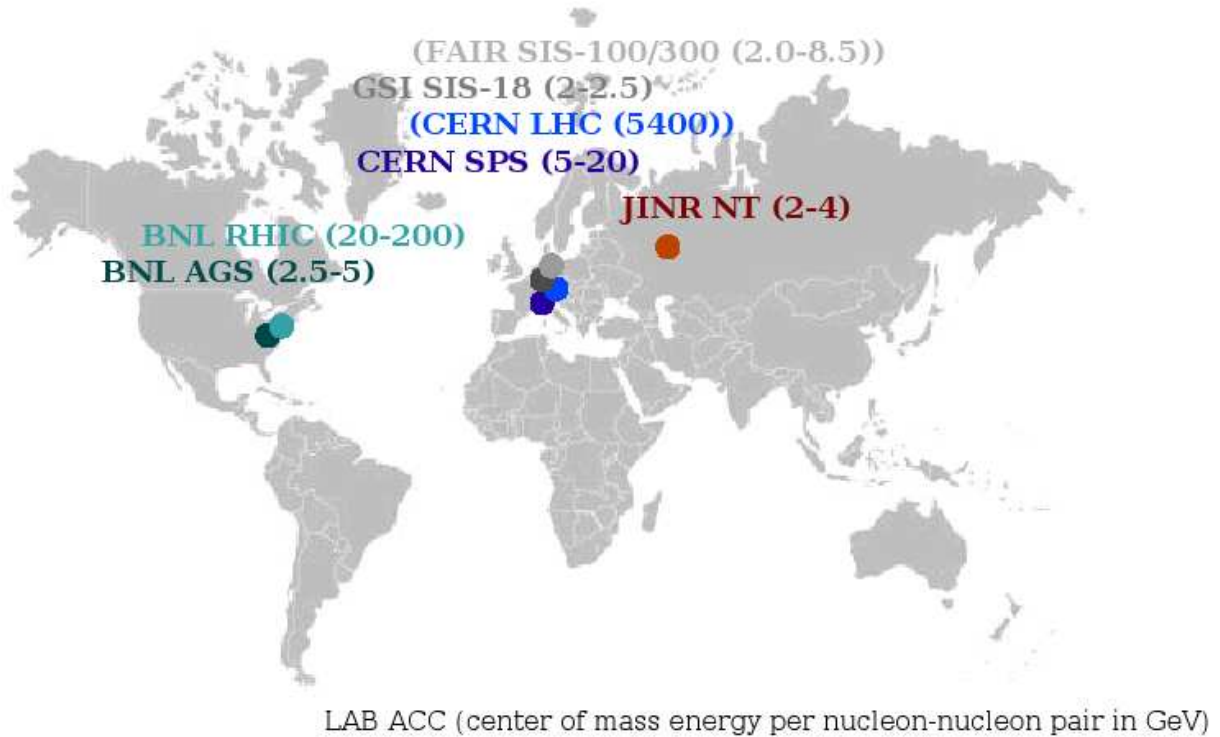 (FAIR SIS-100/300 (2.0-8.5))
GSI SIS-18 (2-2.5)
(CERN LHC (5400))
CERN SPS (5-20)
JINR NT (2-4)
BNL RHIC (20-200)
BNL AGS (2.5-5)
LAB ACC (center of mass energy per nucleon-nucleon pair in GeV)